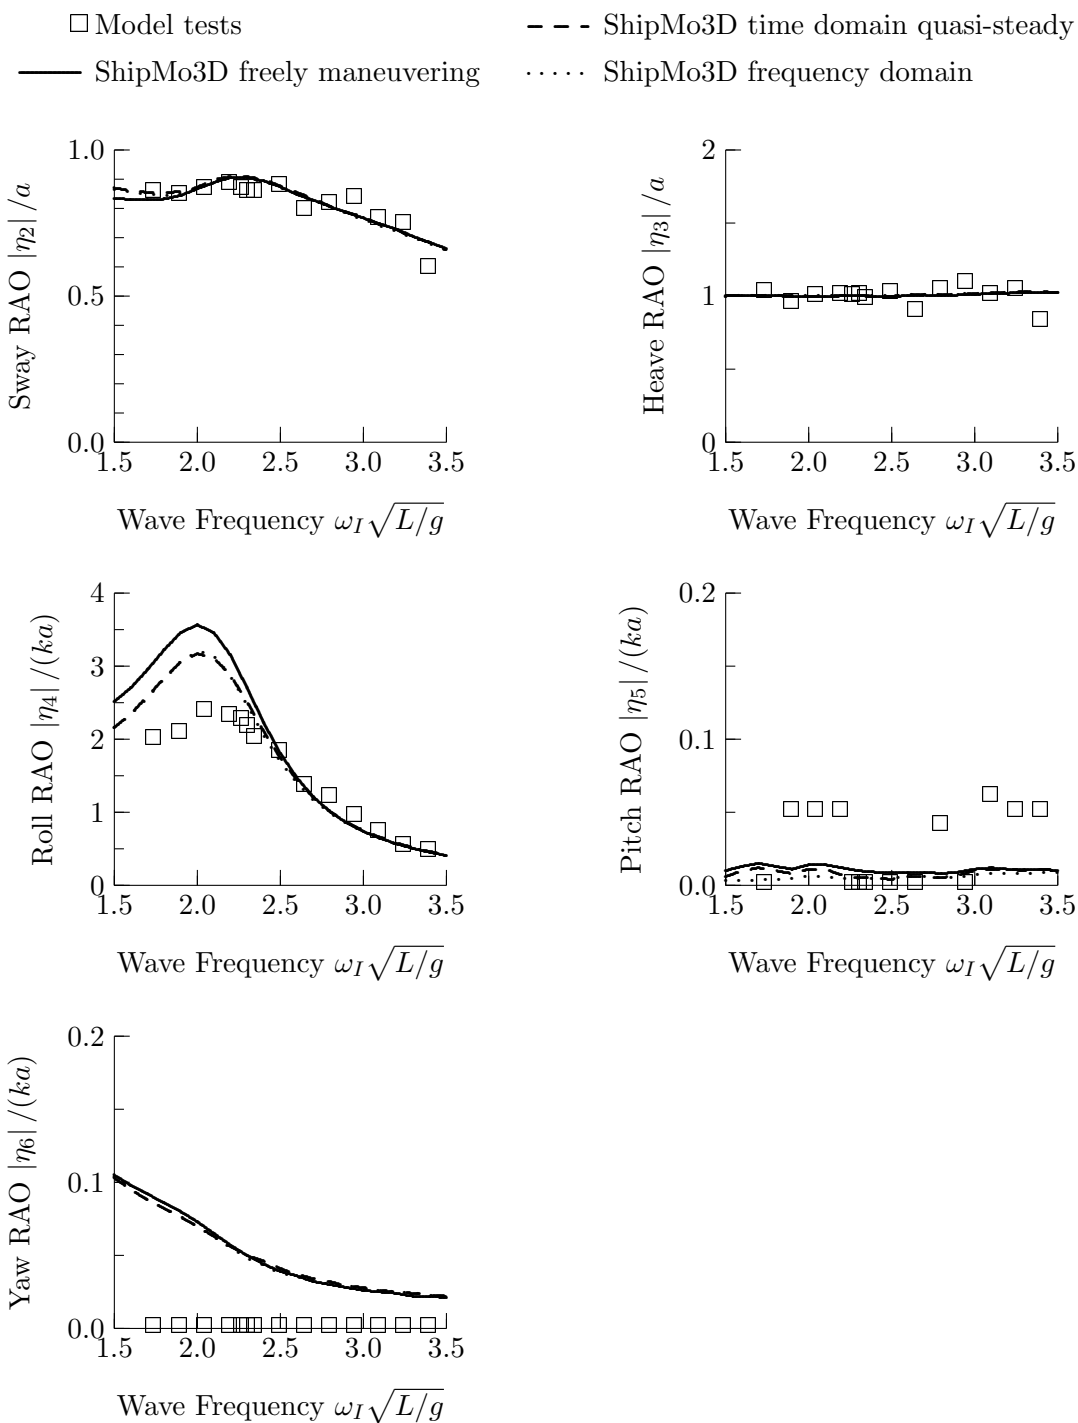 Model tests
ShipMo3D time domain quasi-steady
ShipMo3D freely maneuvering
ShipMo3D frequency domain
1.0
0.5
0.0
Sway RAO |η2|/a
1.5 2.0 2.5 3.0 3.5
Wave Frequency ωI√L/g
2
1
0
Heave RAO |η3|/a
1.5 2.0 2.5 3.0 3.5
Wave Frequency ωI√L/g
4
3
2
1
0
Roll RAO |η4|/(ka)
1.5 2.0 2.5 3.0 3.5
Wave Frequency ωI√L/g
0.2
0.1
0.0
Pitch RAO |η5|/(ka)
1.5 2.0 2.5 3.0 3.5
Wave Frequency ωI√L/g
0.2
0.1
0.0
Yaw RAO |η6|/(ka)
1.5 2.0 2.5 3.0 3.5
Wave Frequency ωI√L/g